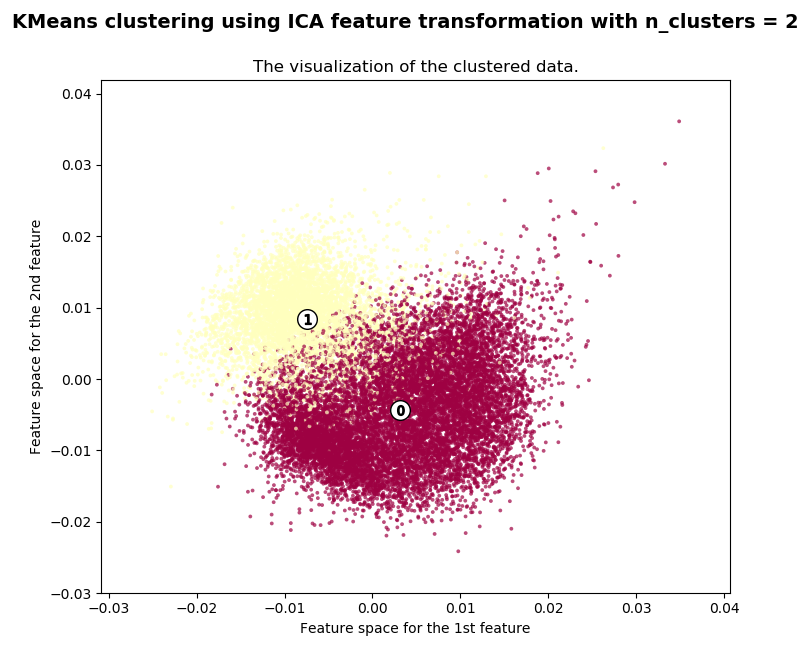 KMeans clustering using ICA feature transformation with n_clusters = 2
The visualization of the clustered data.
0.04
0.03
0.02
0.01
0.00
−0.01
−0.02
−0.03
Feature space for the 2nd feature
1
0
−0.03 −0.02 −0.01 0.00 0.01 0.02 0.03 0.04
Feature space for the 1st feature